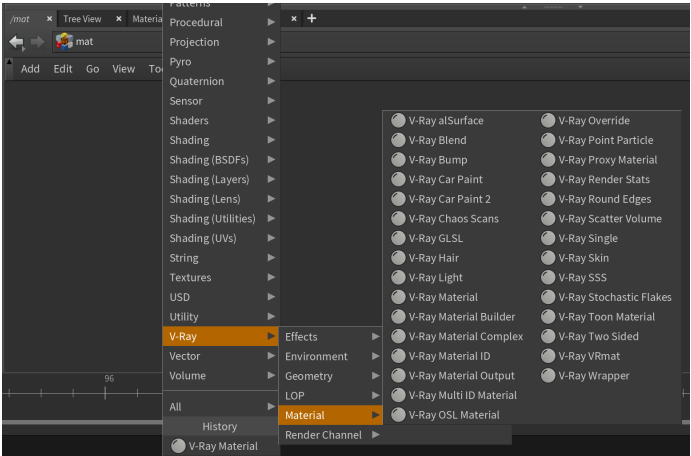 /mat × Tree View × Materia × +
Patterns
mat
Add Edit Go View To
Procedural
Projection
Pyro
Quaternion
Sensor
Shaders
Shading
Shading (BSDFs)
Shading (Layers)
Shading (Lens)
Shading (Utilities)
Shading (UVs)
String
Textures
USD
Utility
V-Ray
Vector
Volume
All
History
V-Ray Material
Effects
Environment
Geometry
LOP
Material
Render Channel
V-Ray alSurface
V-Ray Blend
V-Ray Bump
V-Ray Car Paint
V-Ray Car Paint 2
V-Ray Chaos Scans
V-Ray GLSL
V-Ray Hair
V-Ray Light
V-Ray Material
V-Ray Material Builder
V-Ray Material Complex
V-Ray Material ID
V-Ray Material Output
V-Ray Multi ID Material
V-Ray OSL Material
V-Ray Override
V-Ray Point Particle
V-Ray Proxy Material
V-Ray Render Stats
V-Ray Round Edges
V-Ray Scatter Volume
V-Ray Single
V-Ray Skin
V-Ray SSS
V-Ray Stochastic Flakes
V-Ray Toon Material
V-Ray Two Sided
V-Ray VRmat
V-Ray Wrapper
96